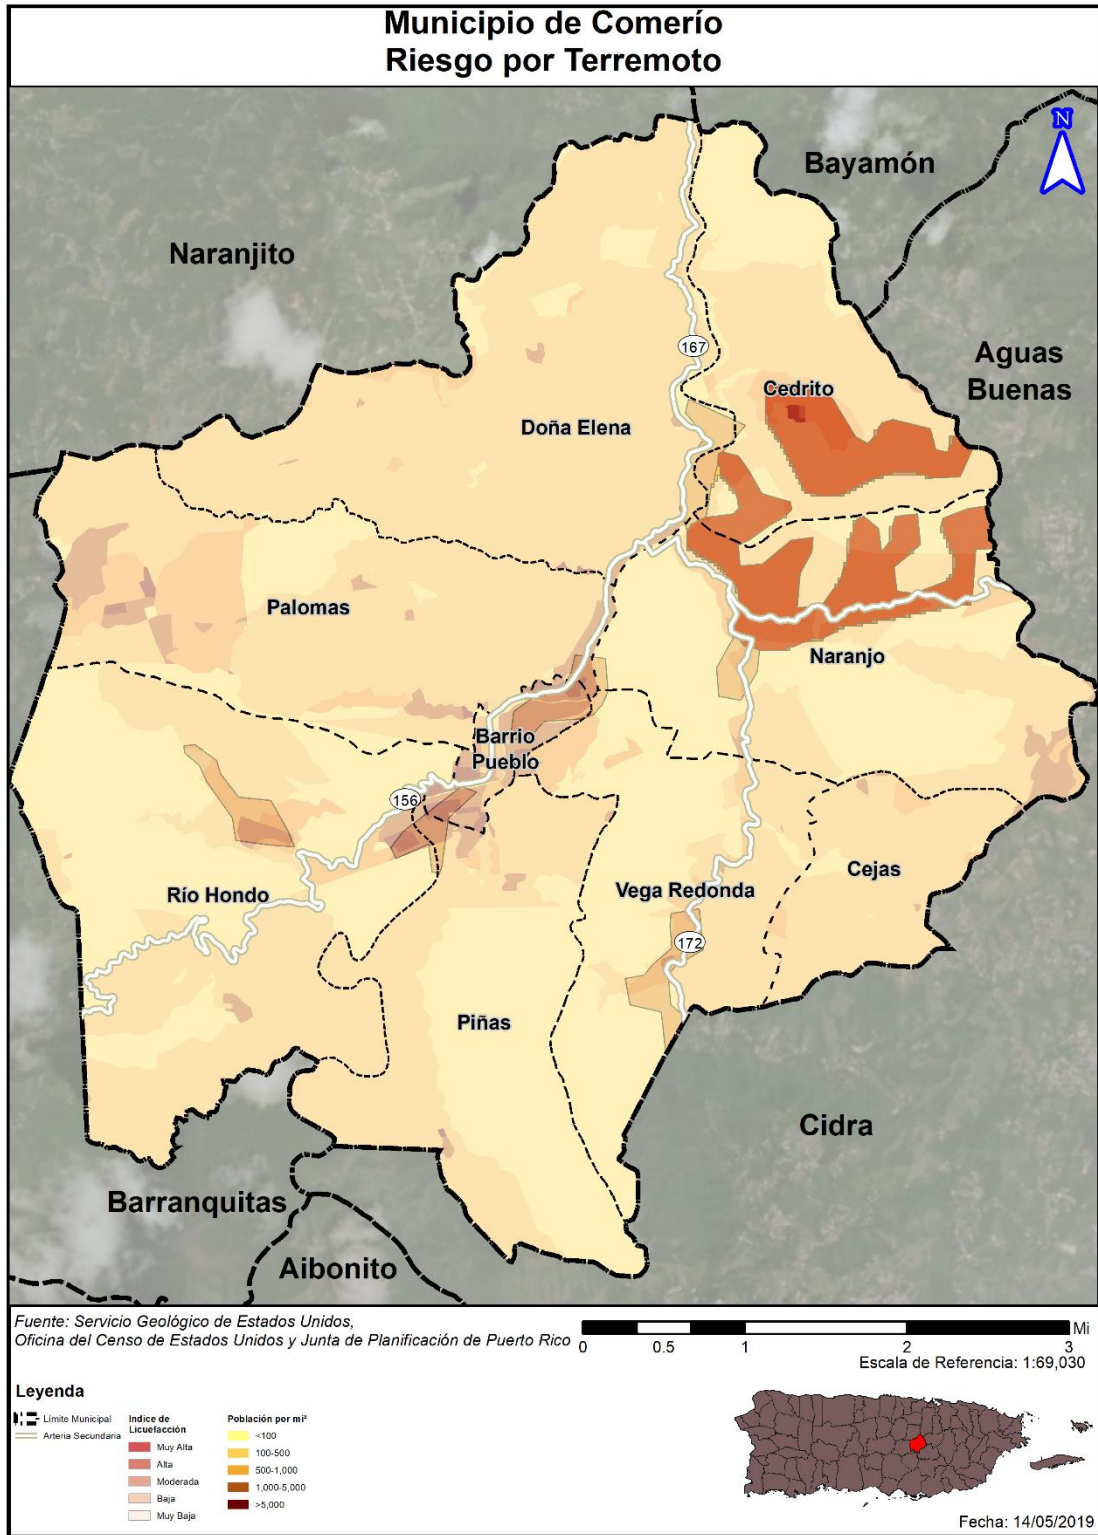 Municipio de Comerío
Riesgo por Terremoto
N
Bayamón
Naranjito
167
Aguas
Buenas
Cedrito
Doña Elena
Palomas
Naranjo
Barrio
Pueblo
156
Cejas
Vega Redonda
Río Hondo
172
Piñas
Cidra
Barranquitas
Aibonito
Fuente: Servicio Geológico de Estados Unidos,
Oficina del Censo de Estados Unidos y Junta de Planificación de Puerto Rico
Mi
0 0.5 1 2 3
Escala de Referencia: 1:69,030
Leyenda
Límite Municipal
Arteria Secundaria
Indice de
Licuefacción
Muy Alta
Alta
Moderada
Baja
Muy Baja
Población por mi²
<100
100-500
500-1,000
1,000-5,000
>5,000
Fecha: 14/05/2019